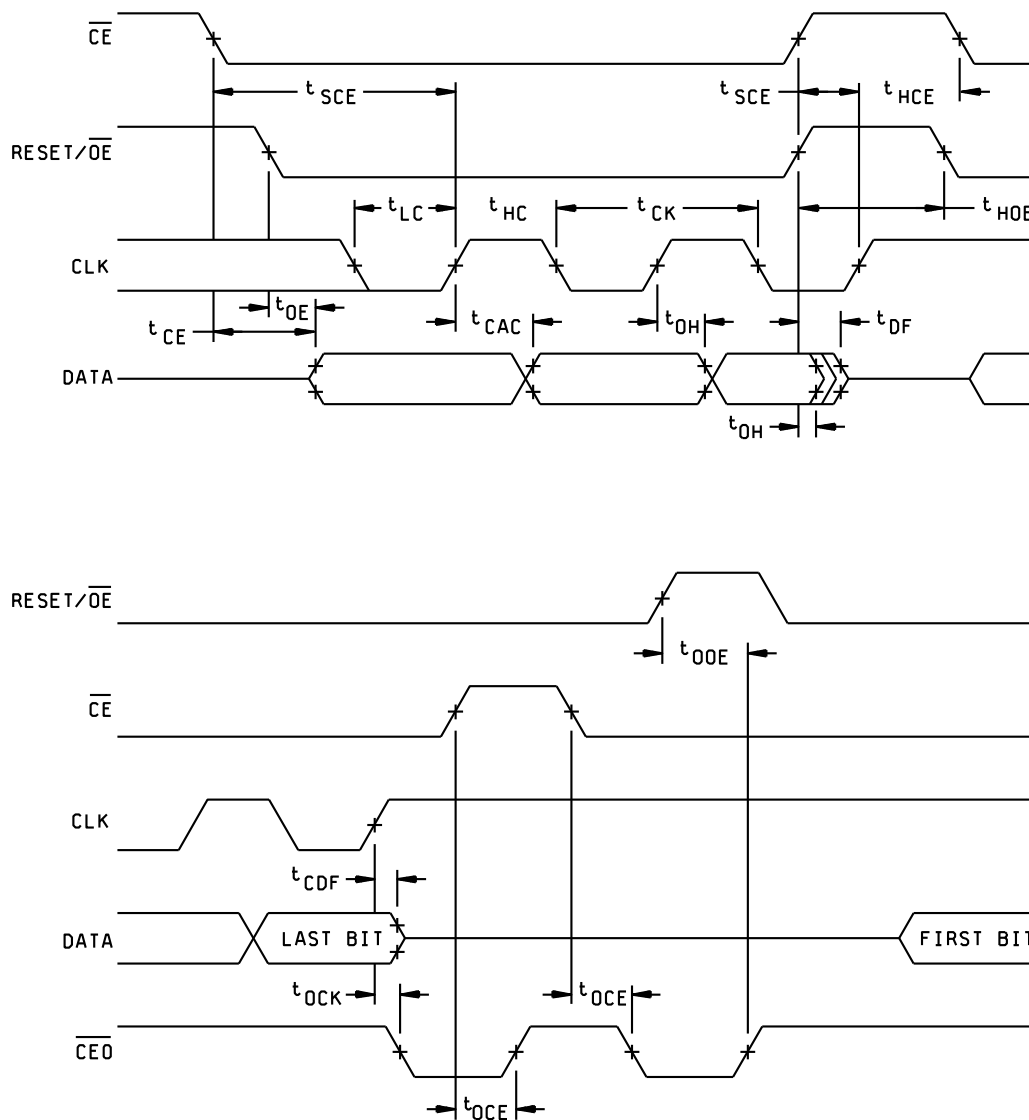 CE
t SCE
t SCE
t HCE
RESET/OE
t LC
t HC
t CK
t HOE
CLK
t OE
t CE
t CAC
t OH
t DF
DATA
t OH
RESET/OE
t OOE
CE
CLK
t CDF
DATA
LAST BIT
FIRST BIT
t OCK
t OCE
CEO
t OCE